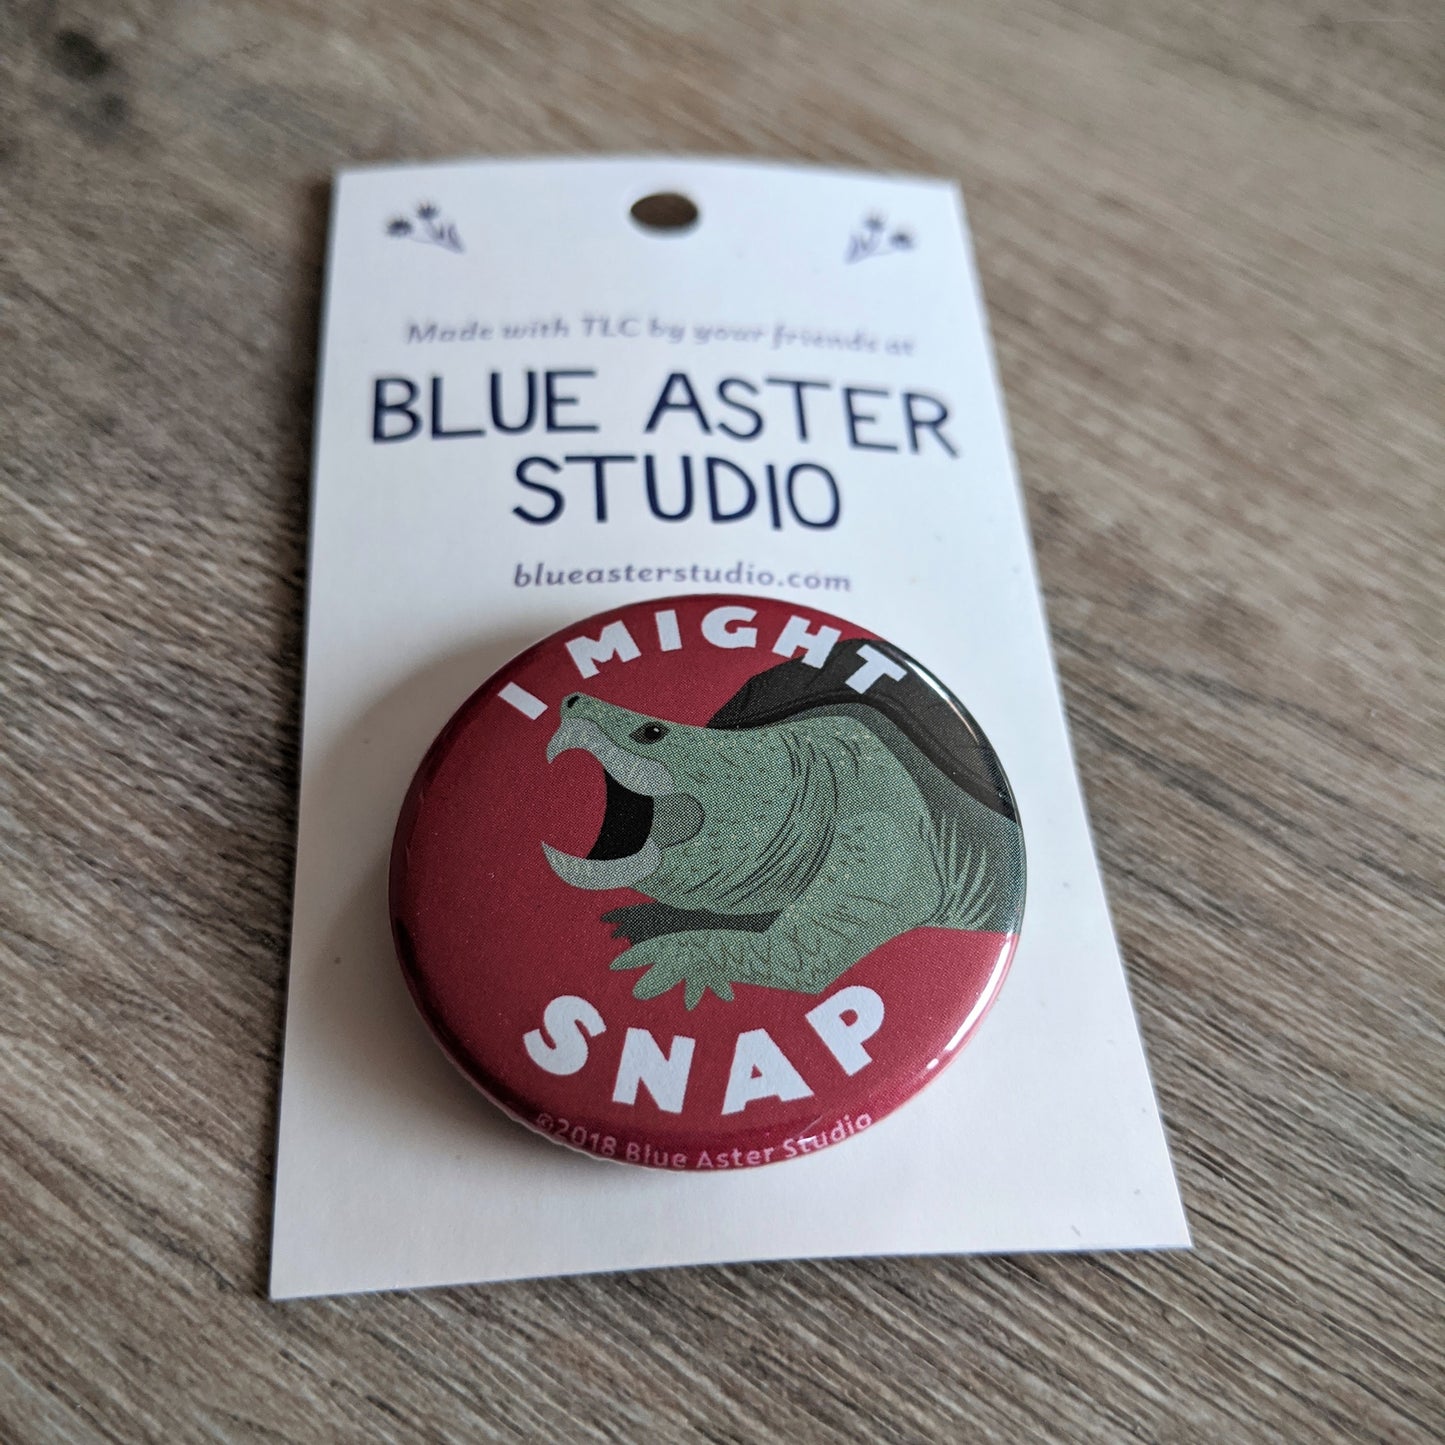 Made with TLC by your friends at
BLUE ASTER
STUDIO
blueasterstudio.com
I MIGHT
SNAP
©2018 Blue Aster Studio